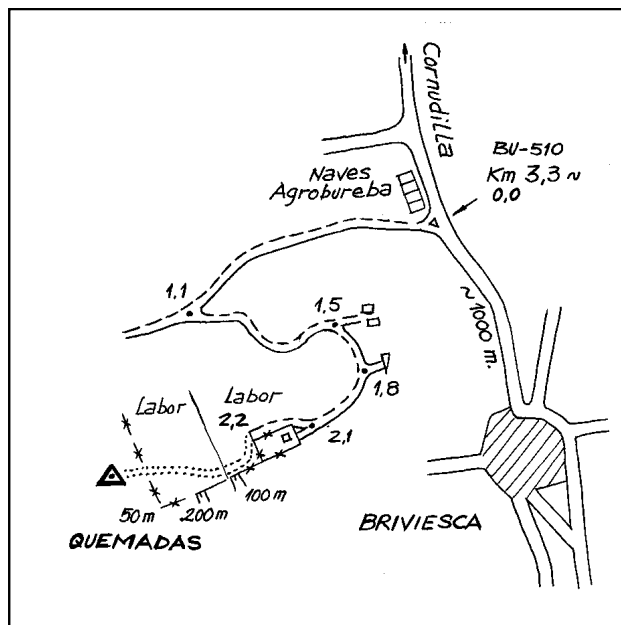 Cornudilla
BU-510
Km 3,3 ~
0,0
Naves
Agrobureba
~1000 m.
1,1
1,5
1,8
Labor
Labor
2,2
2,1
100 m
200 m
50 m
QUEMADAS
BRIVIESCA